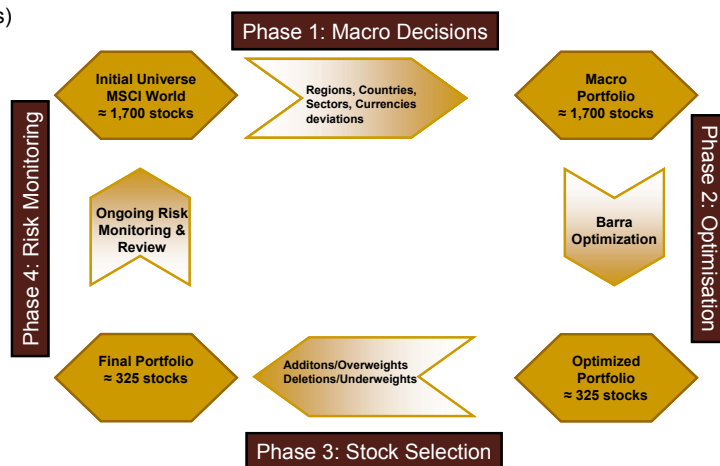 s)
Phase 1: Macro Decisions
Initial Universe
MSCI World
≈ 1,700 stocks
Regions, Countries,
Sectors, Currencies
deviations
Macro
Portfolio
≈ 1,700 stocks
Phase 2: Optimisation
Barra
Optimization
Optimized
Portfolio
≈ 325 stocks
Phase 3: Stock Selection
Additons/Overweights
Deletions/Underweights
Final Portfolio
≈ 325 stocks
Phase 4: Risk Monitoring
Ongoing Risk
Monitoring &
Review